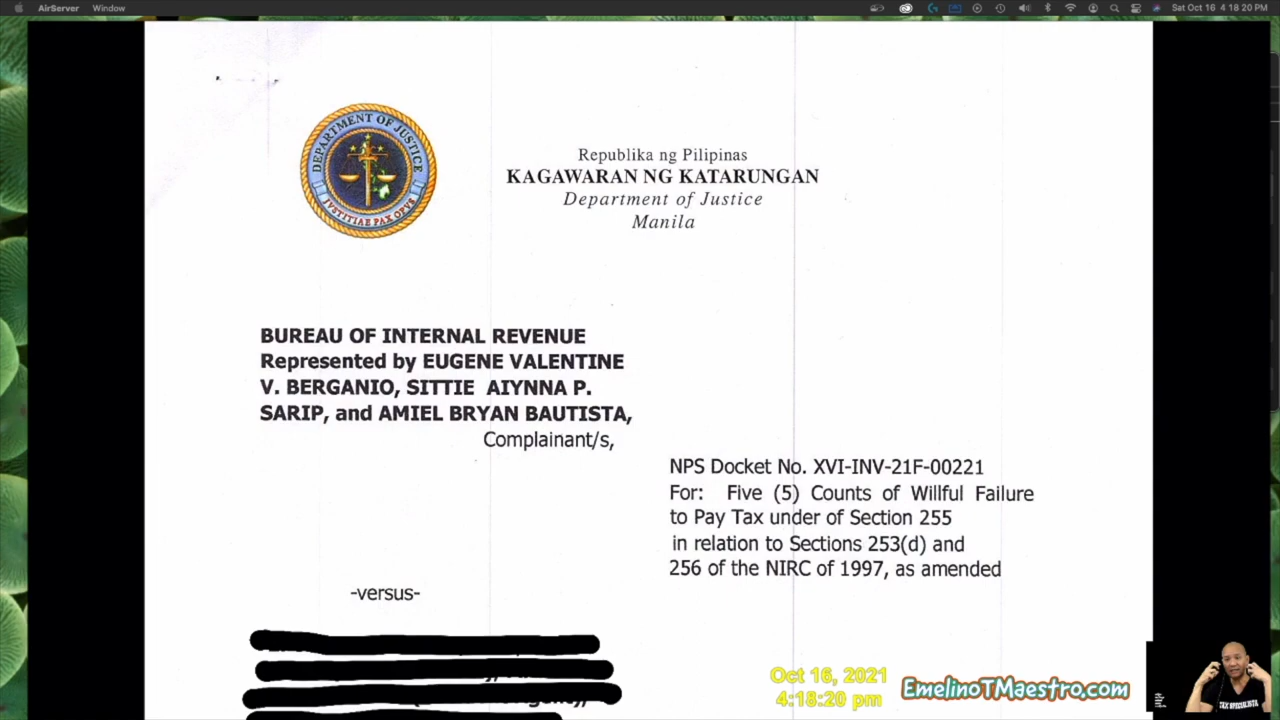 AirServer Window
Sat Oct 16 4 18 20 PM
DEPARTMENT OF JUSTICE
IVSTITIAE PAX OPVS
Republika ng Pilipinas
KAGAWARAN NG KATARUNGAN
Department of Justice
Manila
BUREAU OF INTERNAL REVENUE
Represented by EUGENE VALENTINE
V. BERGANIO, SITTIE AIYNNA P.
SARIP, and AMIEL BRYAN BAUTISTA,
Complainant/s,
NPS Docket No. XVI-INV-21F-00221
For: Five (5) Counts of Willful Failure
to Pay Tax under of Section 255
in relation to Sections 253(d) and
256 of the NIRC of 1997, as amended
-versus-
Oct 16, 2021
4:18:20 pm
EmelinoTMaestro.com
TAX SPECIALISTA